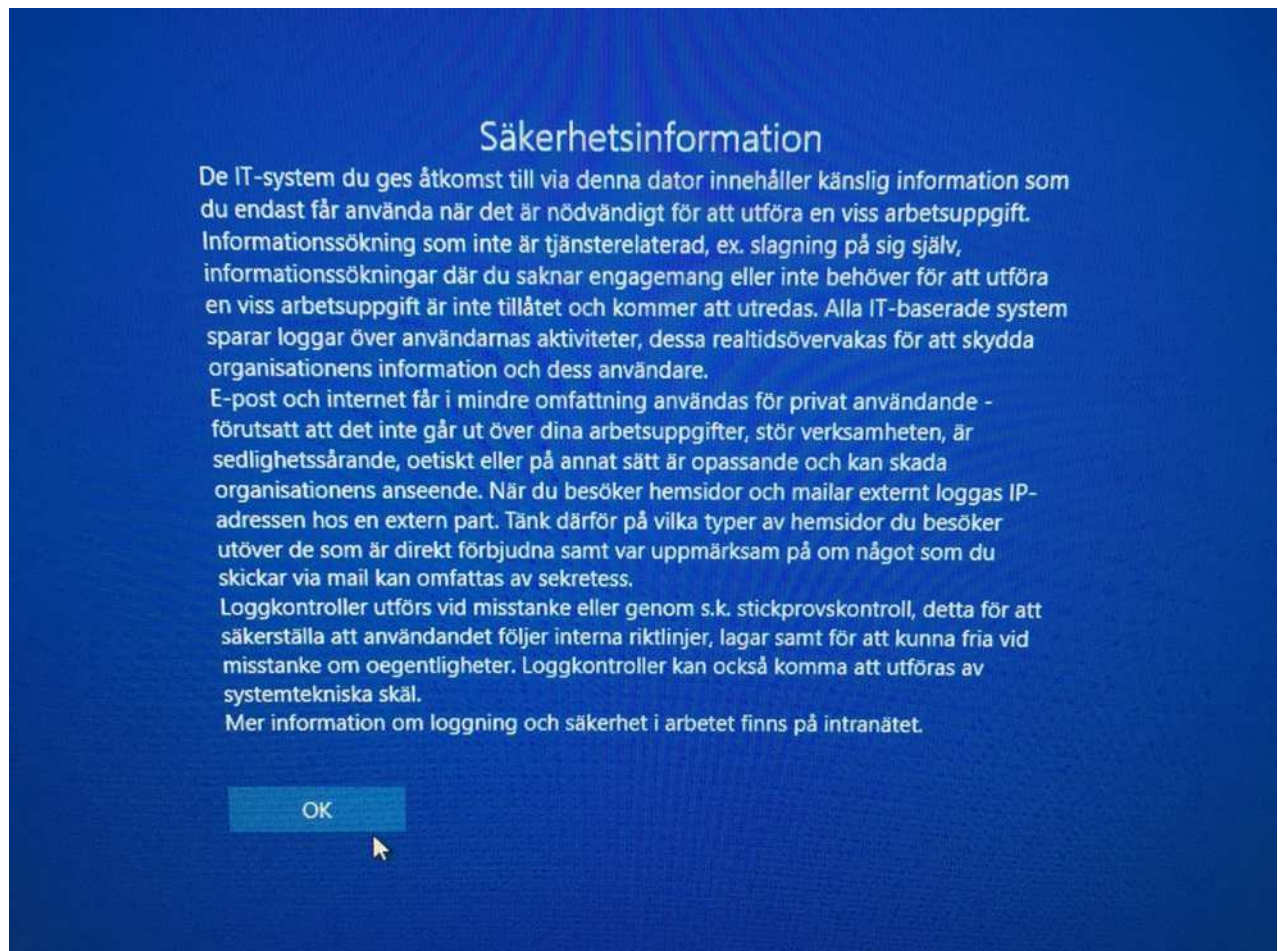 Säkerhetsinformation
De IT-system du ges åtkomst till via denna dator innehåller känslig information som
du endast får använda när det är nödvändigt för att utföra en viss arbetsuppgift.
Informationssökning som inte är tjänsterelaterad, ex. slagning på sig själv,
informationssökningar där du saknar engagemang eller inte behöver för att utföra
en viss arbetsuppgift är inte tillåtet och kommer att utredas. Alla IT-baserade system
sparar loggar över användarnas aktiviteter, dessa realtidsövervakas för att skydda
organisationens information och dess användare.
E-post och internet får i mindre omfattning användas för privat användande -
förutsatt att det inte går ut över dina arbetsuppgifter, stör verksamheten, är
sedlighetssårande, oetiskt eller på annat sätt är opassande och kan skada
organisationens anseende. När du besöker hemsidor och mailar externt loggas IP-
adressen hos en extern part. Tänk därför på vilka typer av hemsidor du besöker
utöver de som är direkt förbjudna samt var uppmärksam på om något som du
skickar via mail kan omfattas av sekretess.
Loggkontroller utförs vid misstanke eller genom s.k. stickprovskontroll, detta för att
säkerställa att användandet följer interna riktlinjer, lagar samt för att kunna fria vid
misstanke om oegentligheter. Loggkontroller kan också komma att utföras av
systemtekniska skäl.
Mer information om loggning och säkerhet i arbetet finns på intranätet.
OK